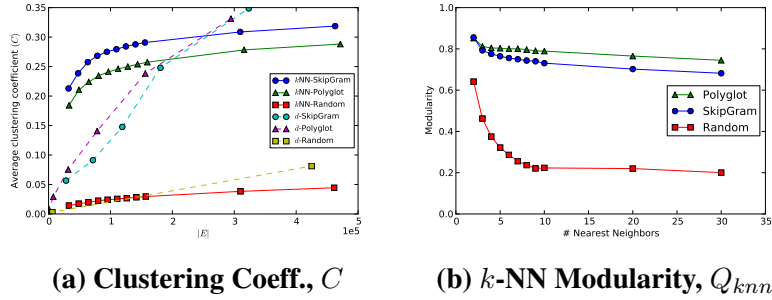 0.35
0.30
0.25
0.20
0.15
0.10
0.05
0.00
Average clustering coefficient (C)
kNN-SkipGram
kNN-Polyglot
kNN-Random
d-SkipGram
d-Polyglot
d-Random
0 1 2 3 4 5
1e5
|E|
1.0
0.8
0.6
0.4
0.2
0.0
Modularity
Polyglot
SkipGram
Random
0 5 10 15 20 25 30 35
# Nearest Neighbors
(a) Clustering Coeff., C
(b) k-NN Modularity, Qknn